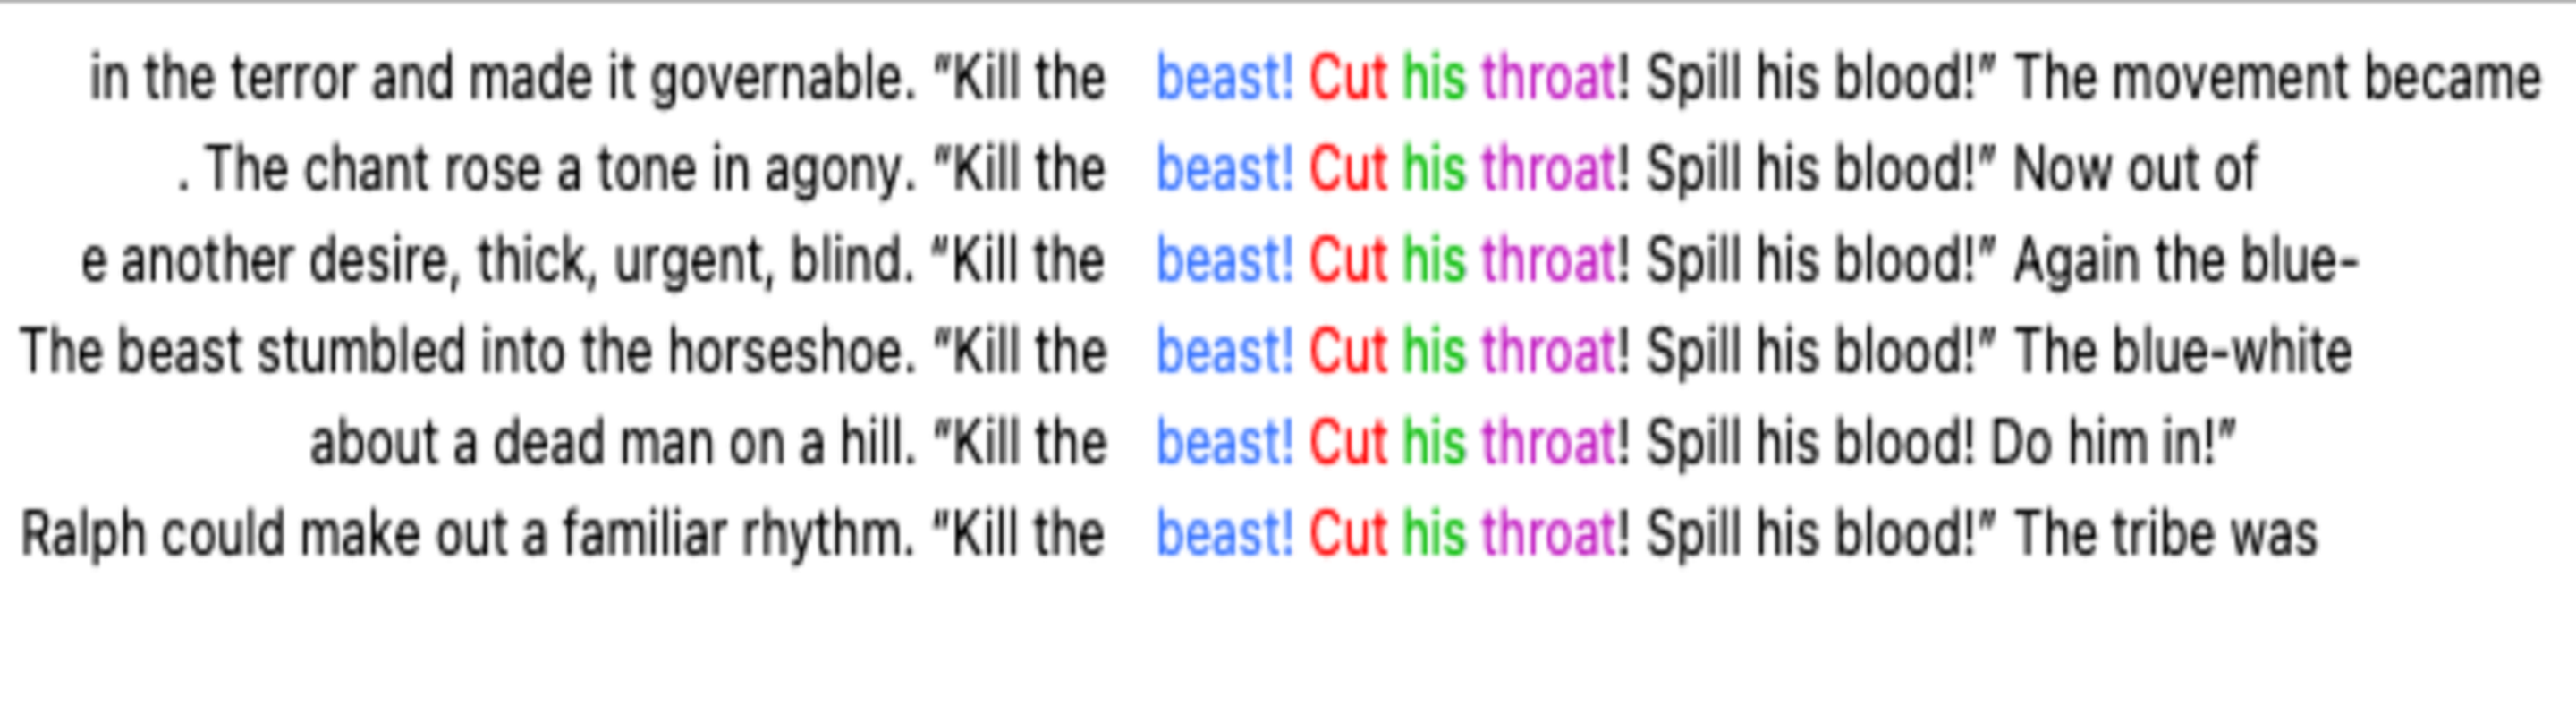 in the terror and made it governable. “Kill the beast! Cut his throat! Spill his blood!” The movement became
. The chant rose a tone in agony. “Kill the beast! Cut his throat! Spill his blood!” Now out of
e another desire, thick, urgent, blind. “Kill the beast! Cut his throat! Spill his blood!” Again the blue-
The beast stumbled into the horseshoe. “Kill the beast! Cut his throat! Spill his blood!” The blue-white
about a dead man on a hill. “Kill the beast! Cut his throat! Spill his blood! Do him in!”
Ralph could make out a familiar rhythm. “Kill the beast! Cut his throat! Spill his blood!” The tribe was